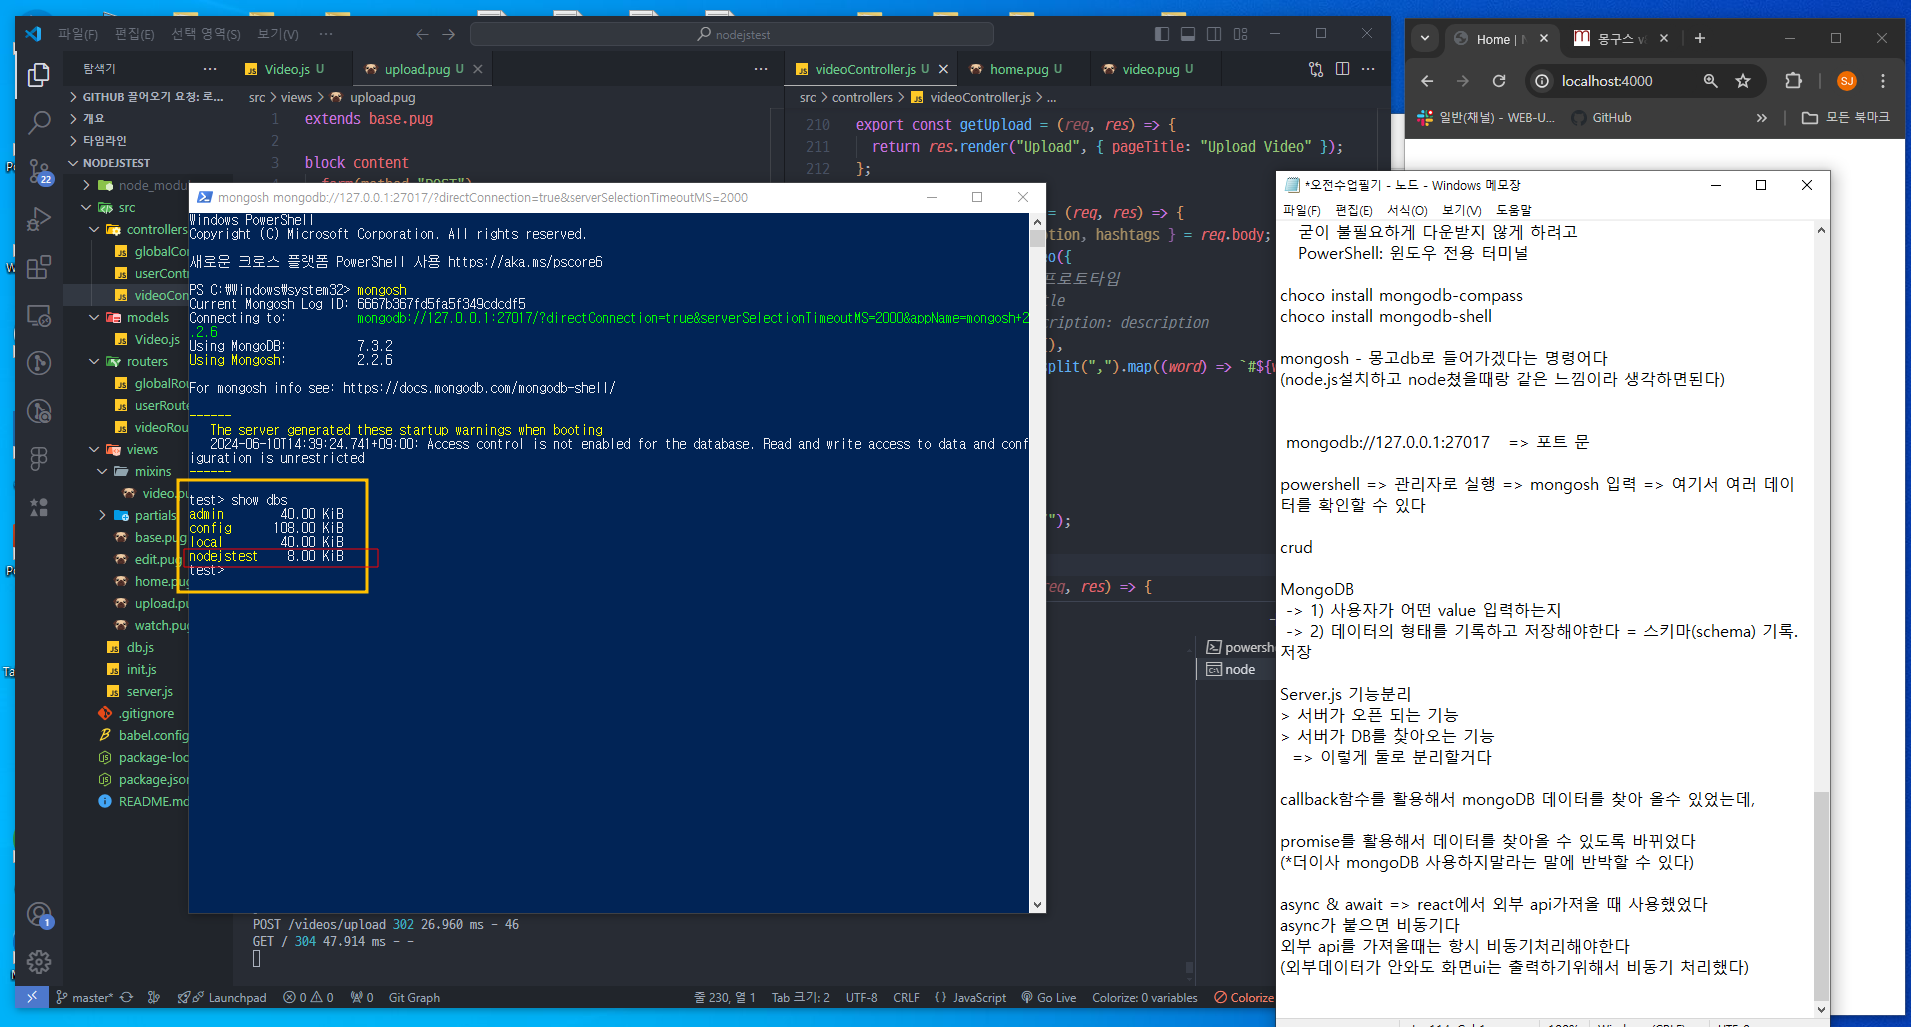 파일(F) 편집(E) 선택 영역(S) 보기(V) ··· nodejstest
탐색기 ···
GITHUB 끌어오기 요청: 로...
개요
타임라인
NODEJSTEST
node_modu
src
controllers
globalCo
userCont
videoCon
models
Video.js
routers
globalRou
userRoute
videoRou
views
mixins
video.pu
partials
base.pug
edit.pug
home.pug
upload.pu
watch.pug
db.js
init.js
server.js
.gitignore
babel.config
package-loc
package.json
README.md
22
1
Video.js U upload.pug U ···
src > views > upload.pug
1 extends base.pug
2
3 block content
form(method="POST")
videoController.js U home.pug U video.pug U ···
src > controllers > videoController.js > ...
210 export const getUpload = (req, res) => {
211 return res.render("Upload", { pageTitle: "Upload Video" });
212 };
= (req, res) => {
tion, hashtags } = req.body;
eo({
프로토타입
tle
cription: description
(),
split(",").map((word) => `#${w
/");
req, res) => {
powershe
node
POST /videos/upload 302 26.960 ms - 46
GET / 304 47.914 ms - -
master* Launchpad 0 0 0 Git Graph 줄 230, 열 1 Tab 크기: 2 UTF-8 CRLF {} JavaScript Go Live Colorize: 0 variables Colorize
mongosh mongodb://127.0.0.1:27017/?directConnection=true&serverSelectionTimeoutMS=2000
Windows PowerShell
Copyright (C) Microsoft Corporation. All rights reserved.
새로운 크로스 플랫폼 PowerShell 사용 https://aka.ms/pscore6
PS C:₩Windows₩system32> mongosh
Current Mongosh Log ID: 6667b367fd5fa5f349cdcdf5
Connecting to: mongodb://127.0.0.1:27017/?directConnection=true&serverSelectionTimeoutMS=2000&appName=mongosh+2
.2.6
Using MongoDB: 7.3.2
Using Mongosh: 2.2.6
For mongosh info see: https://docs.mongodb.com/mongodb-shell/
------
The server generated these startup warnings when booting
2024-06-10T14:39:24.741+09:00: Access control is not enabled for the database. Read and write access to data and conf
iguration is unrestricted
------
test> show dbs
admin 40.00 KiB
config 108.00 KiB
local 40.00 KiB
nodejstest 8.00 KiB
test>
Home | 몽구스
localhost:4000 SJ
일반(채널) - WEB-U... GitHub » 모든 북마크
*오전수업필기 - 노드 - Windows 메모장
파일(F) 편집(E) 서식(O) 보기(V) 도움말
굳이 불필요하게 다운받지 않게 하려고
PowerShell: 윈도우 전용 터미널
choco install mongodb-compass
choco install mongodb-shell
mongosh - 몽고db로 들어가겠다는 명령어다
(node.js설치하고 node쳤을때랑 같은 느낌이라 생각하면된다)
mongodb://127.0.0.1:27017 => 포트 문
powershell => 관리자로 실행 => mongosh 입력 => 여기서 여러 데이
터를 확인할 수 있다
crud
MongoDB
-> 1) 사용자가 어떤 value 입력하는지
-> 2) 데이터의 형태를 기록하고 저장해야한다 = 스키마(schema) 기록.
저장
Server.js 기능분리
> 서버가 오픈 되는 기능
> 서버가 DB를 찾아오는 기능
=> 이렇게 둘로 분리할거다
callback함수를 활용해서 mongoDB 데이터를 찾아 올수 있었는데,
promise를 활용해서 데이터를 찾아올 수 있도록 바뀌었다
(*더이사 mongoDB 사용하지말라는 말에 반박할 수 있다)
async & await => react에서 외부 api가져올 때 사용했었다
async가 붙으면 비동기다
외부 api를 가져올때는 항시 비동기처리해야한다
(외부데이터가 안와도 화면ui는 출력하기위해서 비동기 처리했다)